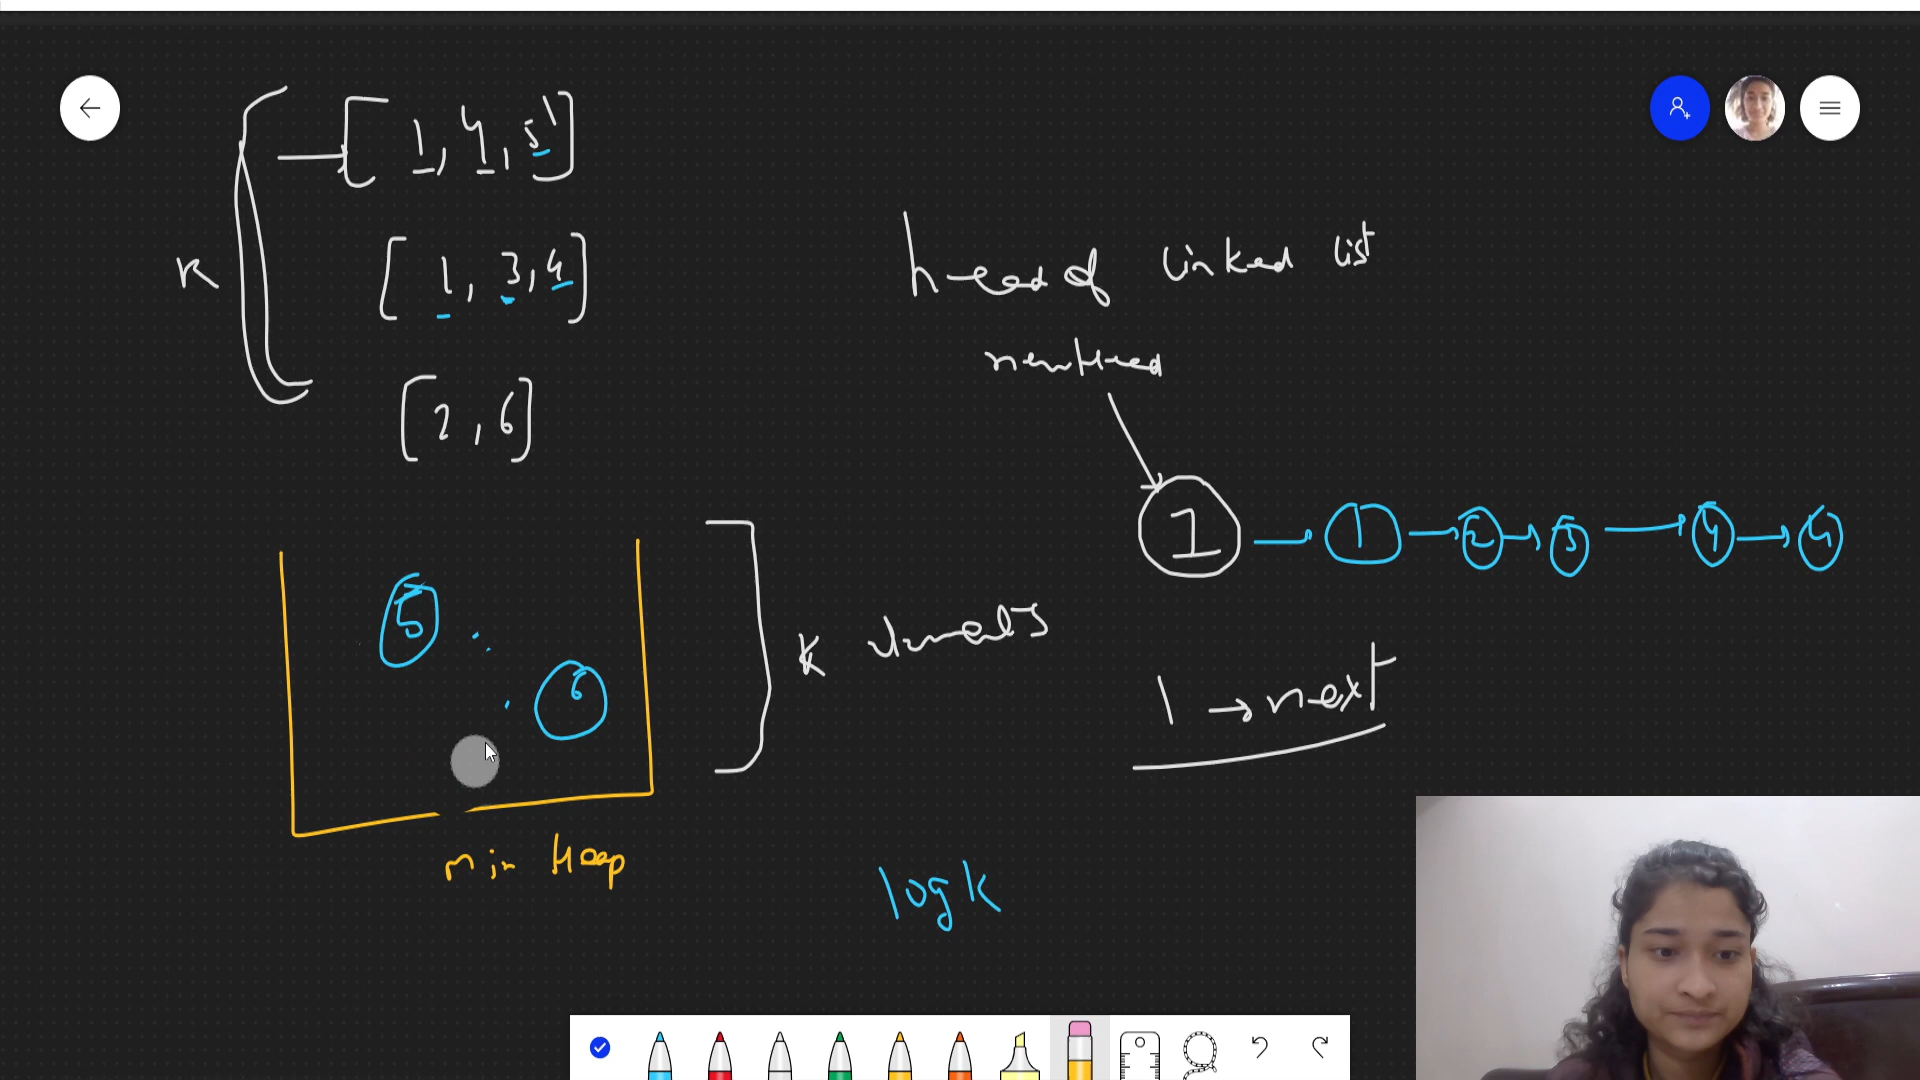 K
[ 1, 4, 5 ]
[ 1, 3, 4 ]
[ 2, 6 ]
head of linked list
newHead
1 → 1 → 2 → 3 → 4 → 4
5
6
K elements
1 → next
min Heap
log k